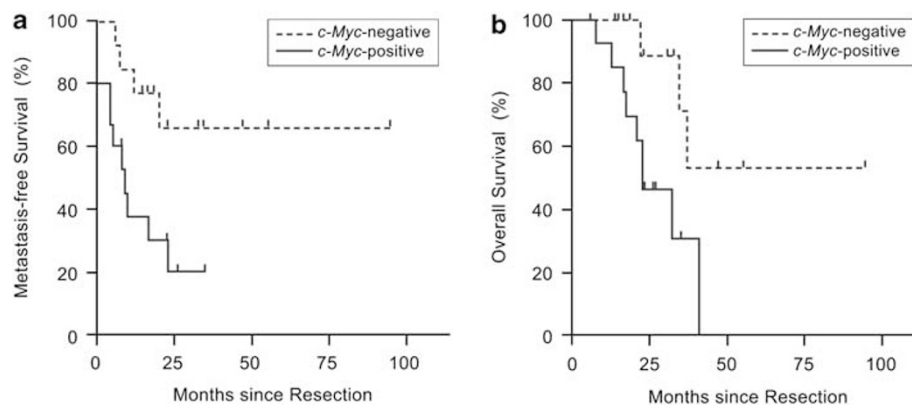 a
c-Myc-negative
c-Myc-positive
Metastasis-free Survival (%)
100
80
60
40
20
0
0 25 50 75 100
Months since Resection
b
c-Myc-negative
c-Myc-positive
Overall Survival (%)
100
80
60
40
20
0
0 25 50 75 100
Months since Resection